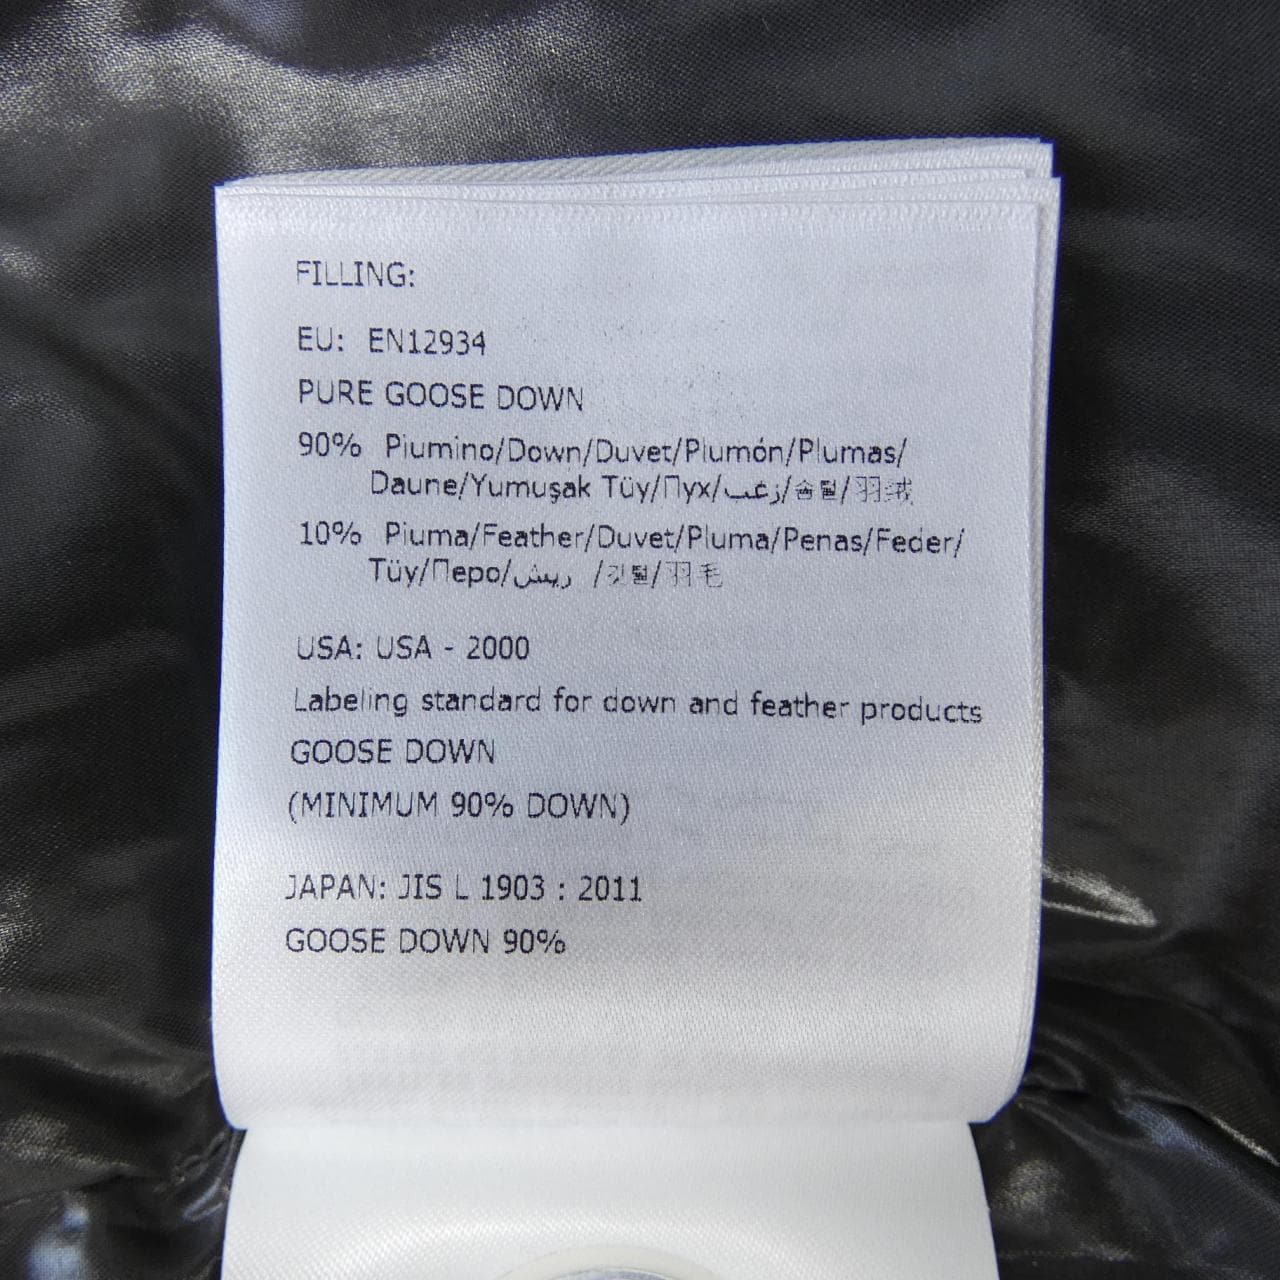 FILLING:
EU: EN12934
PURE GOOSE DOWN
90% Piumino/Down/Duvet/Plumón/Plumas/
Daune/Yumuşak Tüy/Пух/زغب/솜털/羽绒
10% Piuma/Feather/Duvet/Pluma/Penas/Feder/
Tüy/Перо/ريش /깃털/羽毛
USA: USA - 2000
Labeling standard for down and feather products
GOOSE DOWN
(MINIMUM 90% DOWN)
JAPAN: JIS L 1903 : 2011
GOOSE DOWN 90%